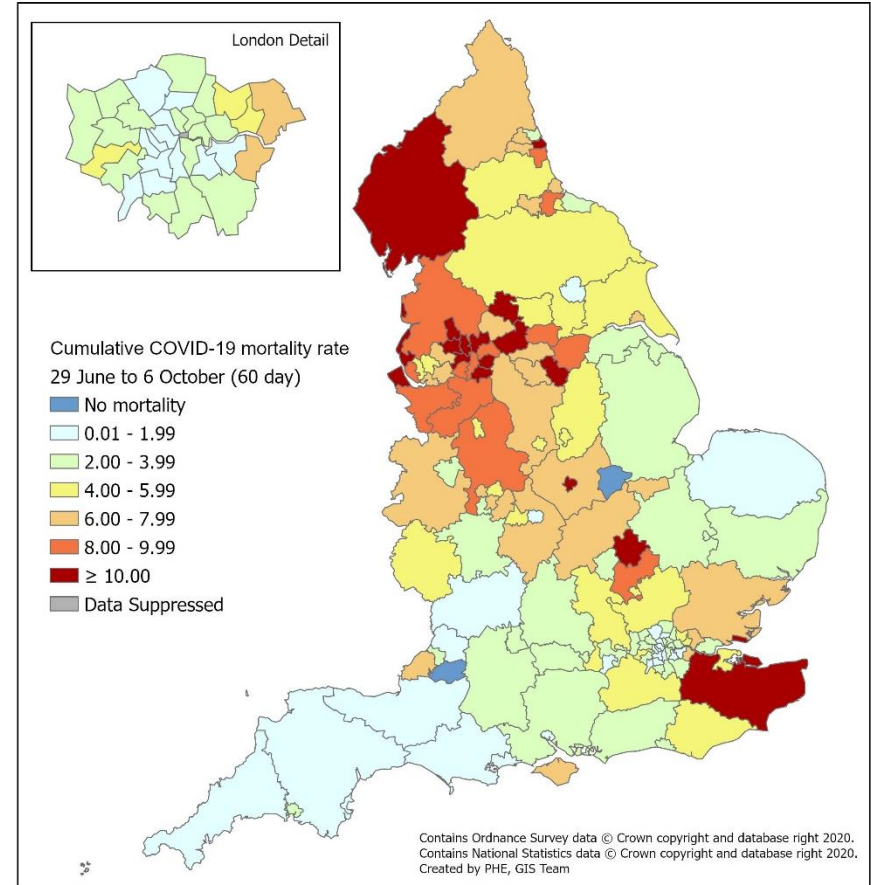 London Detail
Cumulative COVID-19 mortality rate
29 June to 6 October (60 day)
No mortality
0.01 - 1.99
2.00 - 3.99
4.00 - 5.99
6.00 - 7.99
8.00 - 9.99
≥ 10.00
Data Suppressed
Contains Ordnance Survey data © Crown copyright and database right 2020.
Contains National Statistics data © Crown copyright and database right 2020.
Created by PHE, GIS Team